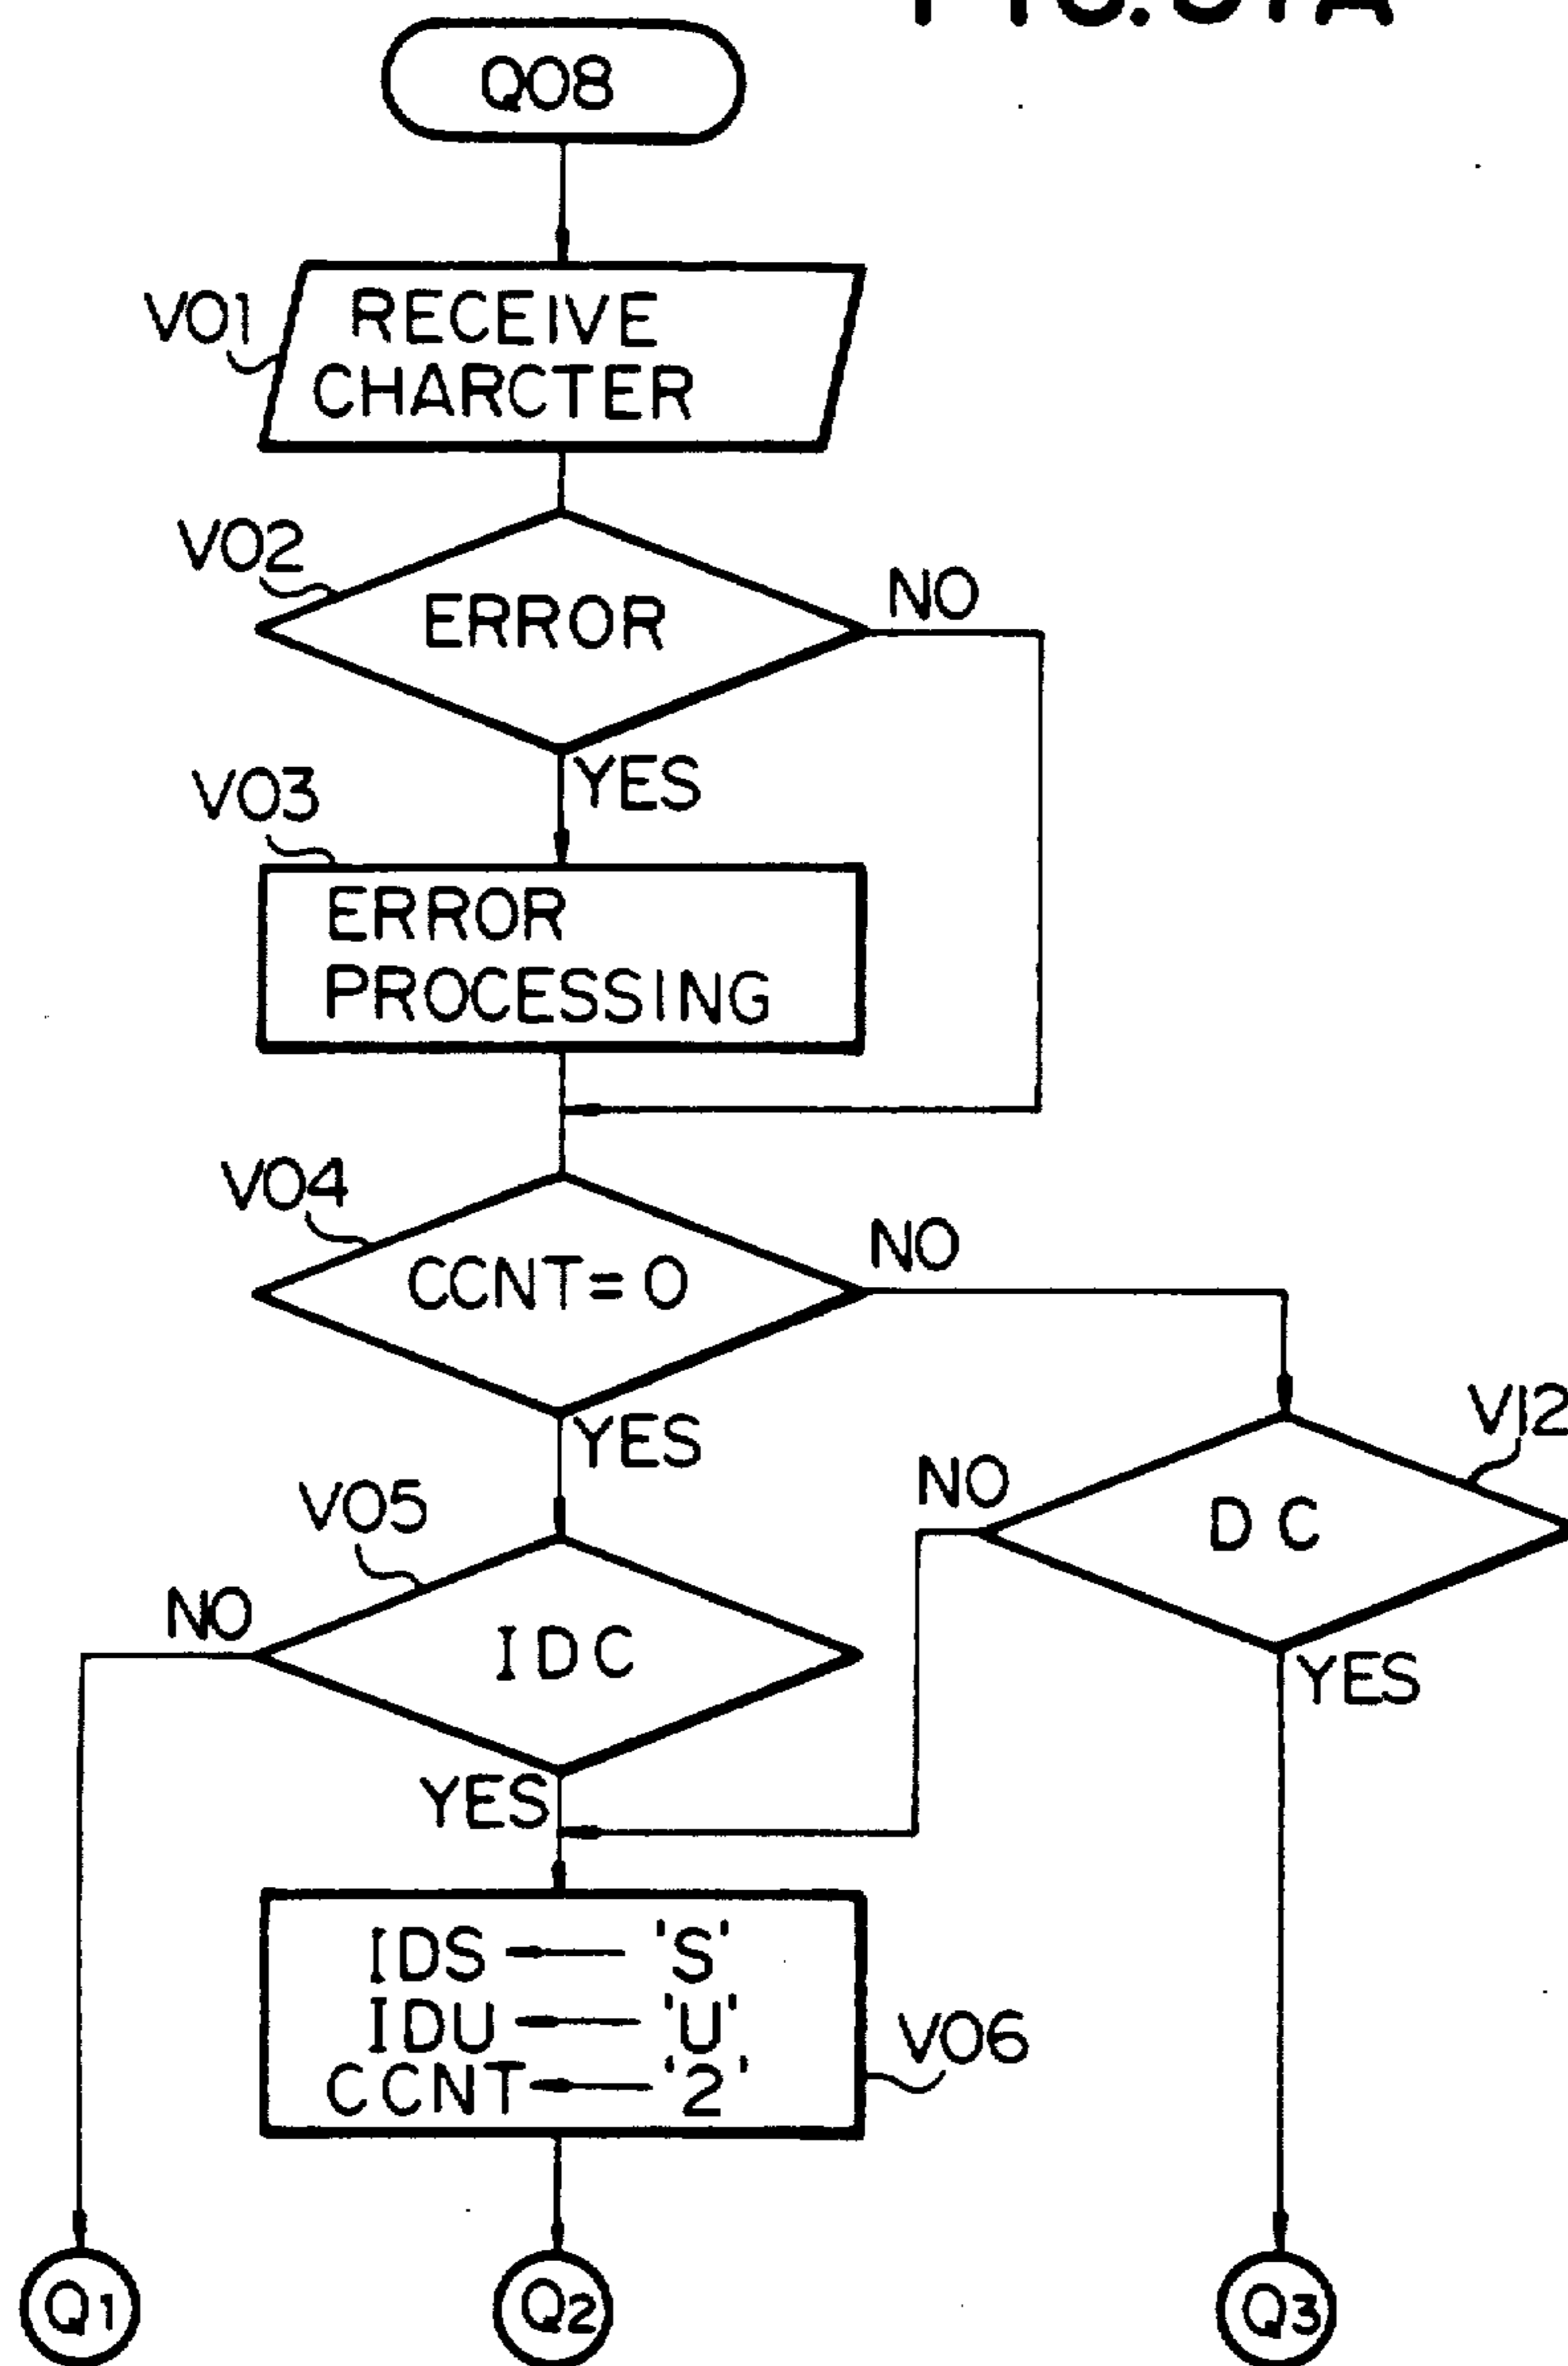 Q08
V01
RECEIVE
CHARCTER
V02
ERROR
NO
YES
V03
ERROR
PROCESSING
V04
CCNT=0
NO
YES
V12
DC
NO
YES
V05
IDC
NO
YES
IDS ← 'S'
IDU ← 'U'
CCNT ← '2'
V06
Q1
Q2
Q3